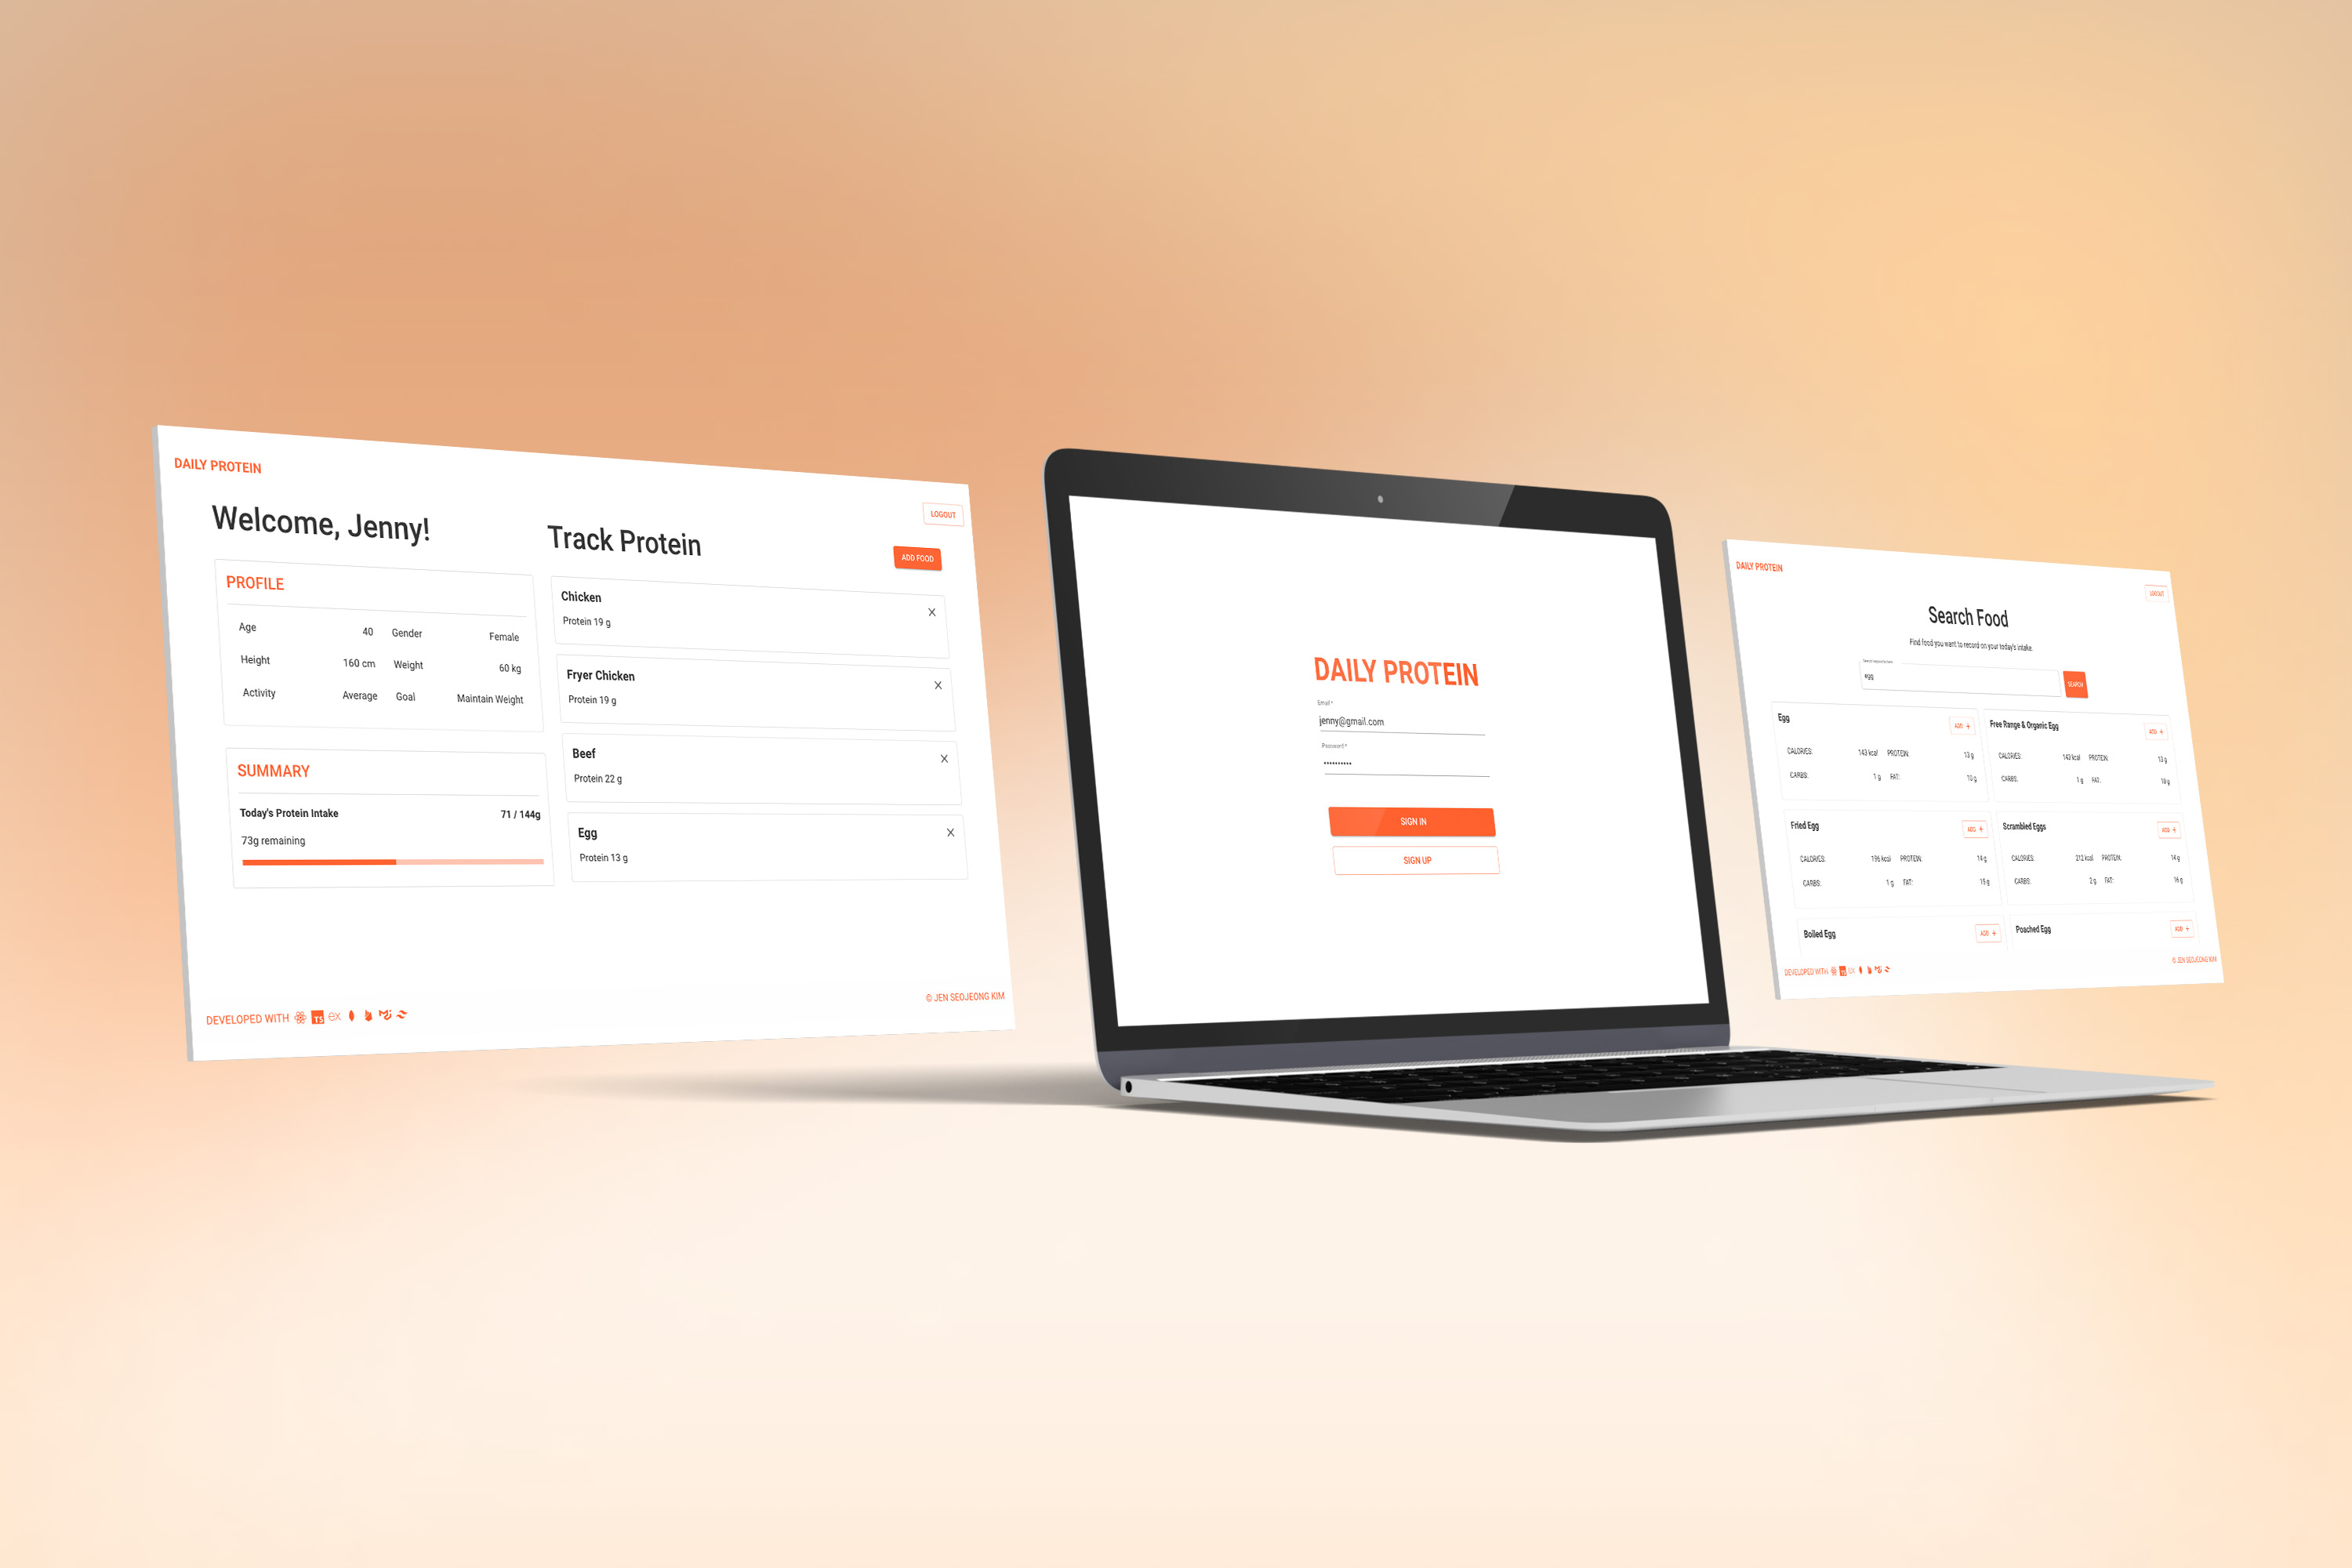 DAILY PROTEIN
LOGOUT
Welcome, Jenny!
PROFILE
Age 40 Gender Female
Height 160 cm Weight 60 kg
Activity Average Goal Maintain Weight
SUMMARY
Today's Protein Intake 71 / 144g
73g remaining
Track Protein
ADD FOOD
Chicken
Protein 19 g
Fryer Chicken
Protein 19 g
Beef
Protein 22 g
Egg
Protein 13 g
DEVELOPED WITH TS ex
© JEN SEOJEONG KIM
DAILY PROTEIN
Email *
jenny@gmail.com
Password *
SIGN IN
SIGN UP
DAILY PROTEIN
LOGOUT
Search Food
Find food you want to record on your today's intake.
egg
SEARCH
Egg ADD +
CALORIES: 143 kcal PROTEIN: 13 g
CARBS: 1 g FAT: 10 g
Free Range & Organic Egg ADD +
CALORIES: 143 kcal PROTEIN: 13 g
CARBS: 1 g FAT: 10 g
Fried Egg ADD +
CALORIES: 196 kcal PROTEIN: 14 g
CARBS: 1 g FAT: 15 g
Scrambled Eggs ADD +
CALORIES: 212 kcal PROTEIN: 14 g
CARBS: 2 g FAT: 16 g
Boiled Egg ADD +
Poached Egg ADD +
DEVELOPED WITH TS ex
© JEN SEOJEONG KIM